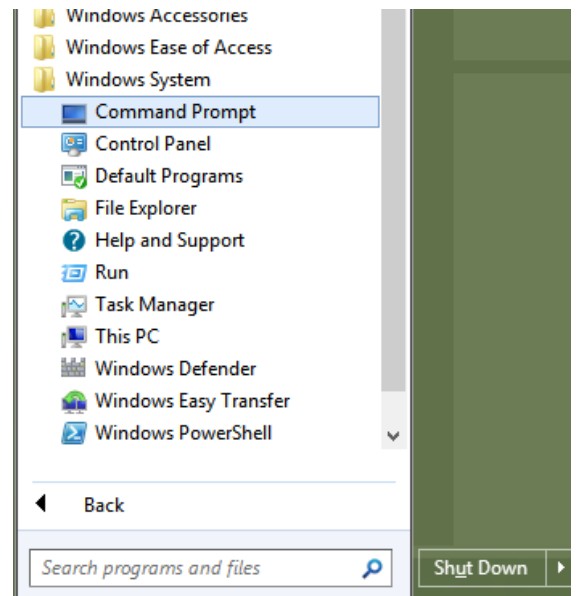 Windows Accessories
Windows Ease of Access
Windows System
Command Prompt
Control Panel
Default Programs
File Explorer
Help and Support
Run
Task Manager
This PC
Windows Defender
Windows Easy Transfer
Windows PowerShell
Back
Search programs and files
Shut Down